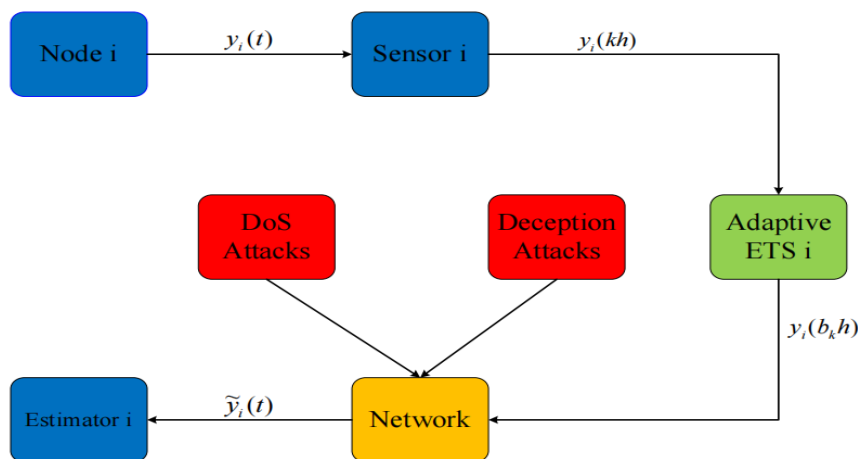 Node i
y_i(t)
Sensor i
y_i(kh)
DoS
Attacks
Deception
Attacks
Adaptive
ETS i
y_i(b_k h)
Estimator i
ỹ_i(t)
Network